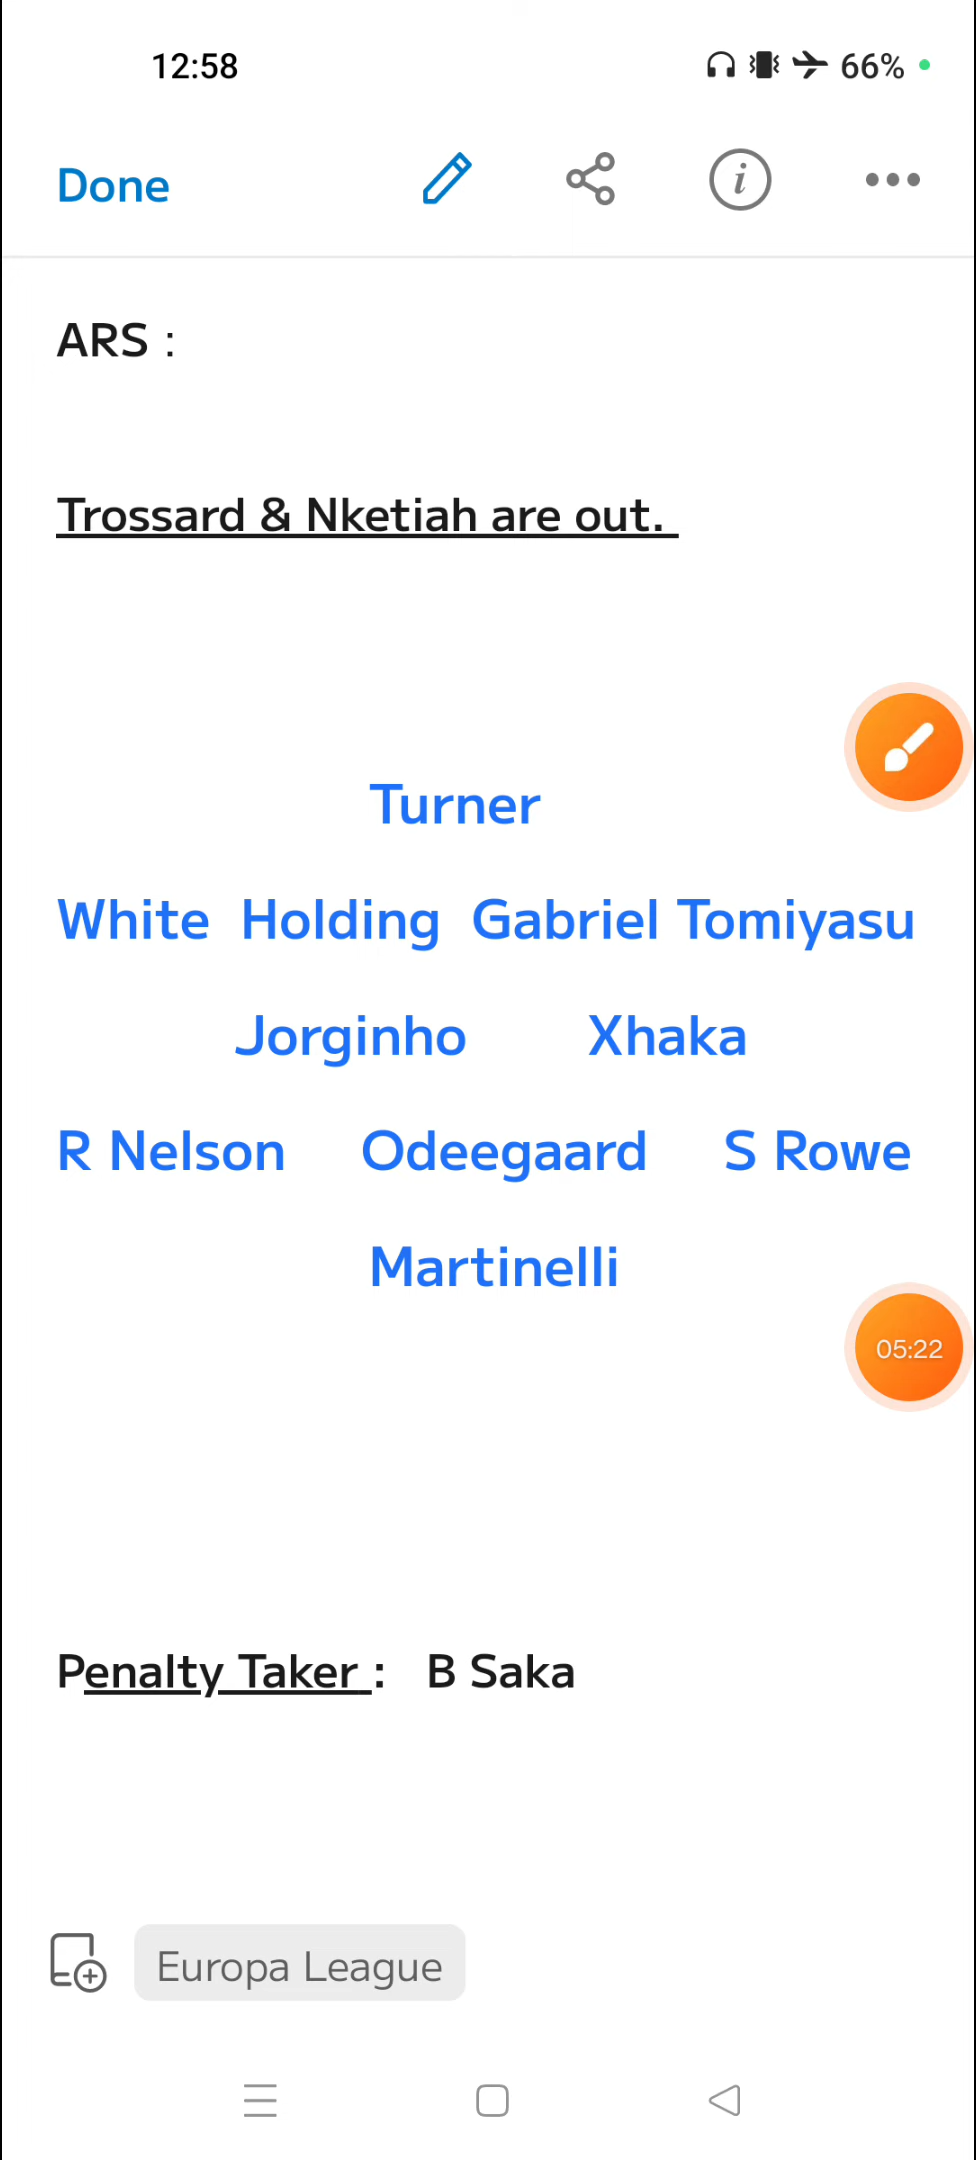 12:58 66%
Done
ARS :
Trossard & Nketiah are out.
Turner
White Holding Gabriel Tomiyasu
Jorginho Xhaka
R Nelson Odeegaard S Rowe
Martinelli
05:22
Penalty Taker : B Saka
Europa League